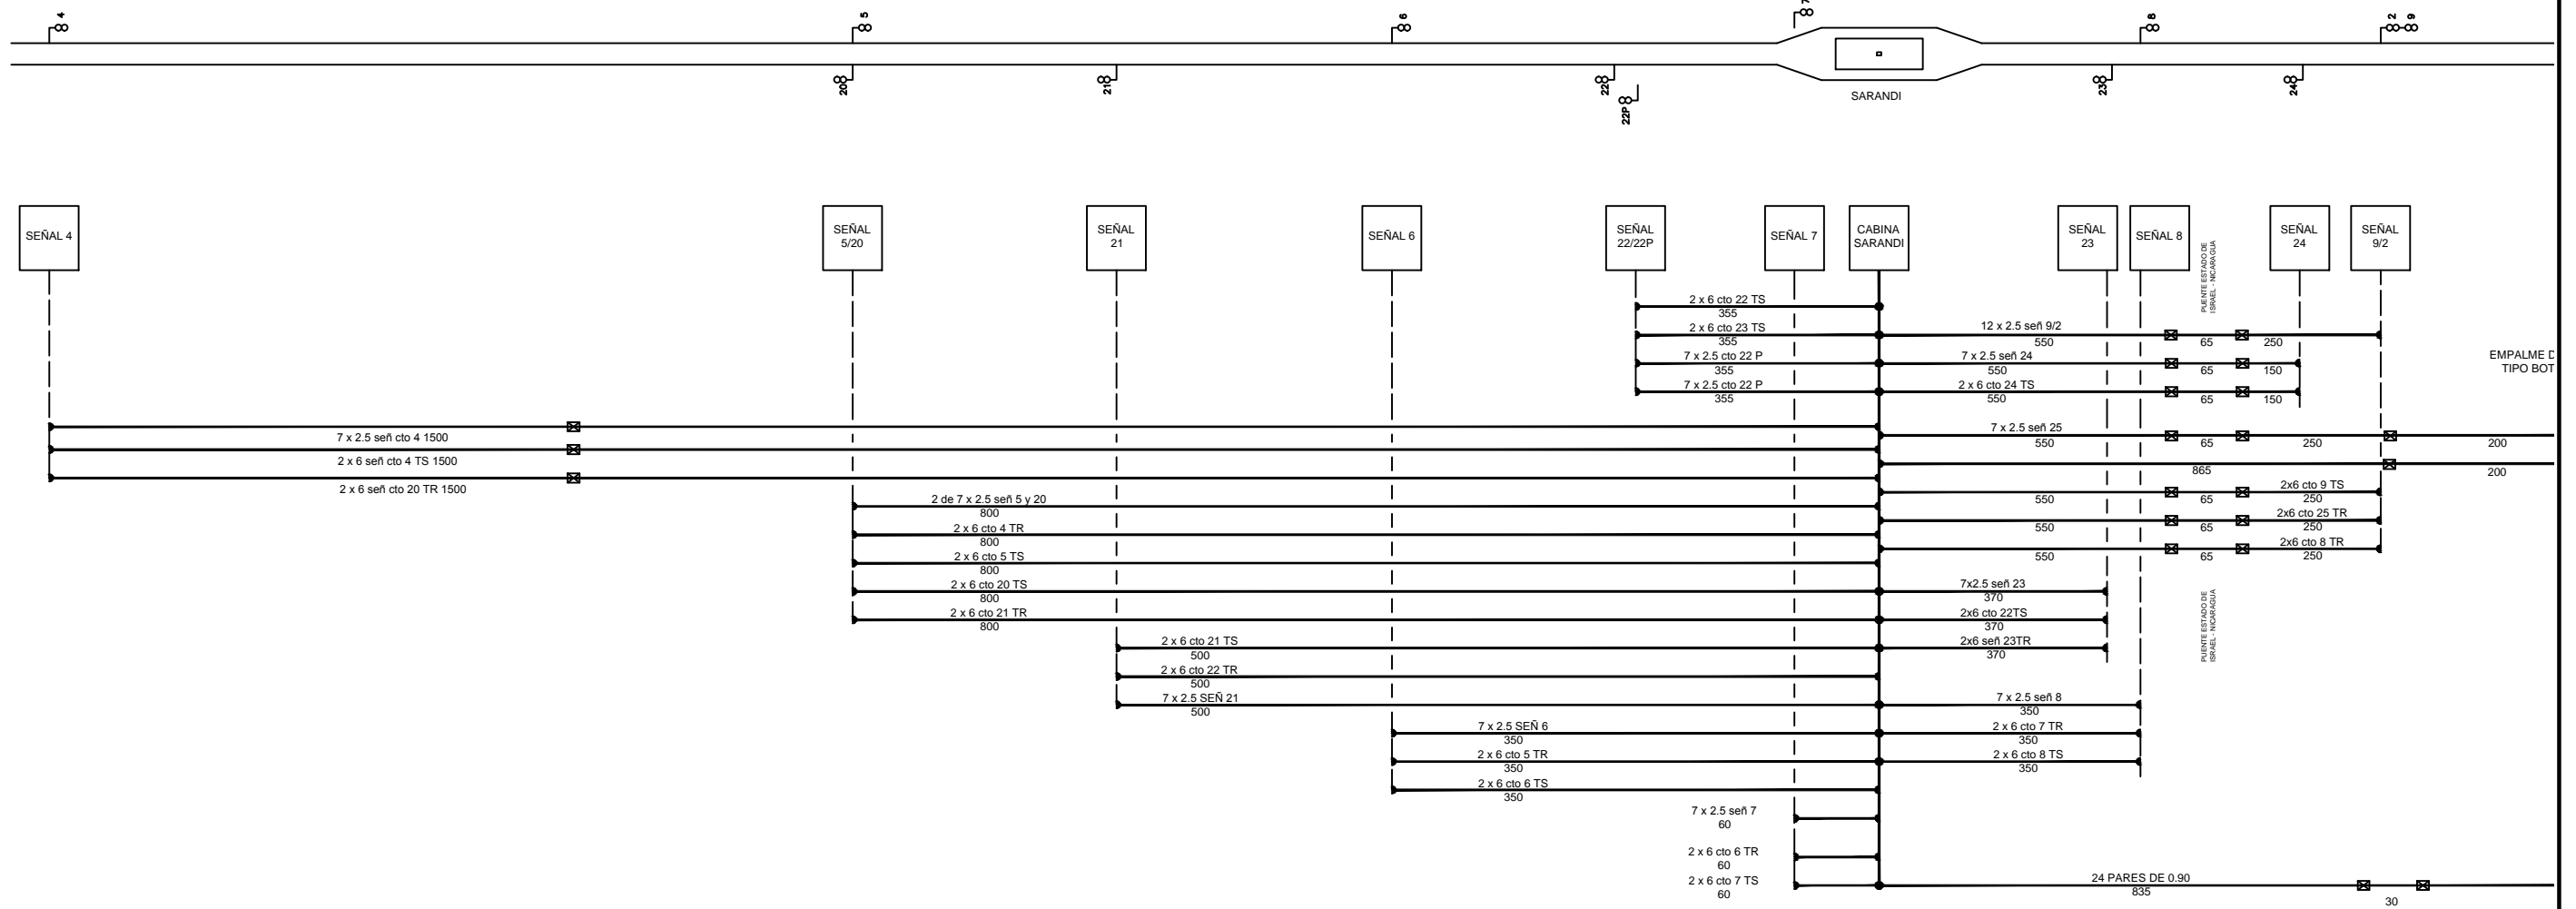 4
5
6
7
8
2
9
20
21
22
22P
SARANDI
23
24
SEÑAL 4
SEÑAL
5/20
SEÑAL
21
SEÑAL 6
SEÑAL
22/22P
SEÑAL 7
CABINA
SARANDI
SEÑAL
23
SEÑAL 8
PUENTE ESTADO DE
ISRAEL - NICARAGUA
SEÑAL
24
SEÑAL
9/2
2 x 6 cto 22 TS
355
2 x 6 cto 23 TS
355
12 x 2.5 señ 9/2
550
65
250
7 x 2.5 cto 22 P
355
7 x 2.5 señ 24
550
65
150
EMPALME D
TIPO BOT
7 x 2.5 cto 22 P
355
2 x 6 cto 24 TS
550
65
150
7 x 2.5 señ cto 4 1500
7 x 2.5 señ 25
550
65
250
200
2 x 6 señ cto 4 TS 1500
865
200
2 x 6 señ cto 20 TR 1500
550
65
2x6 cto 9 TS
250
2 de 7 x 2.5 señ 5 y 20
800
550
65
2x6 cto 25 TR
250
2 x 6 cto 4 TR
800
550
65
2x6 cto 8 TR
250
2 x 6 cto 5 TS
800
2 x 6 cto 20 TS
800
7x2.5 señ 23
370
PUENTE ESTADO DE
ISRAEL - NICARAGUA
2 x 6 cto 21 TR
800
2x6 cto 22TS
370
2 x 6 cto 21 TS
500
2x6 señ 23TR
370
2 x 6 cto 22 TR
500
7 x 2.5 SEÑ 21
500
7 x 2.5 señ 8
350
7 x 2.5 SEÑ 6
350
2 x 6 cto 7 TR
350
2 x 6 cto 5 TR
350
2 x 6 cto 8 TS
350
2 x 6 cto 6 TS
350
7 x 2.5 señ 7
60
2 x 6 cto 6 TR
60
2 x 6 cto 7 TS
60
24 PARES DE 0.90
835
30